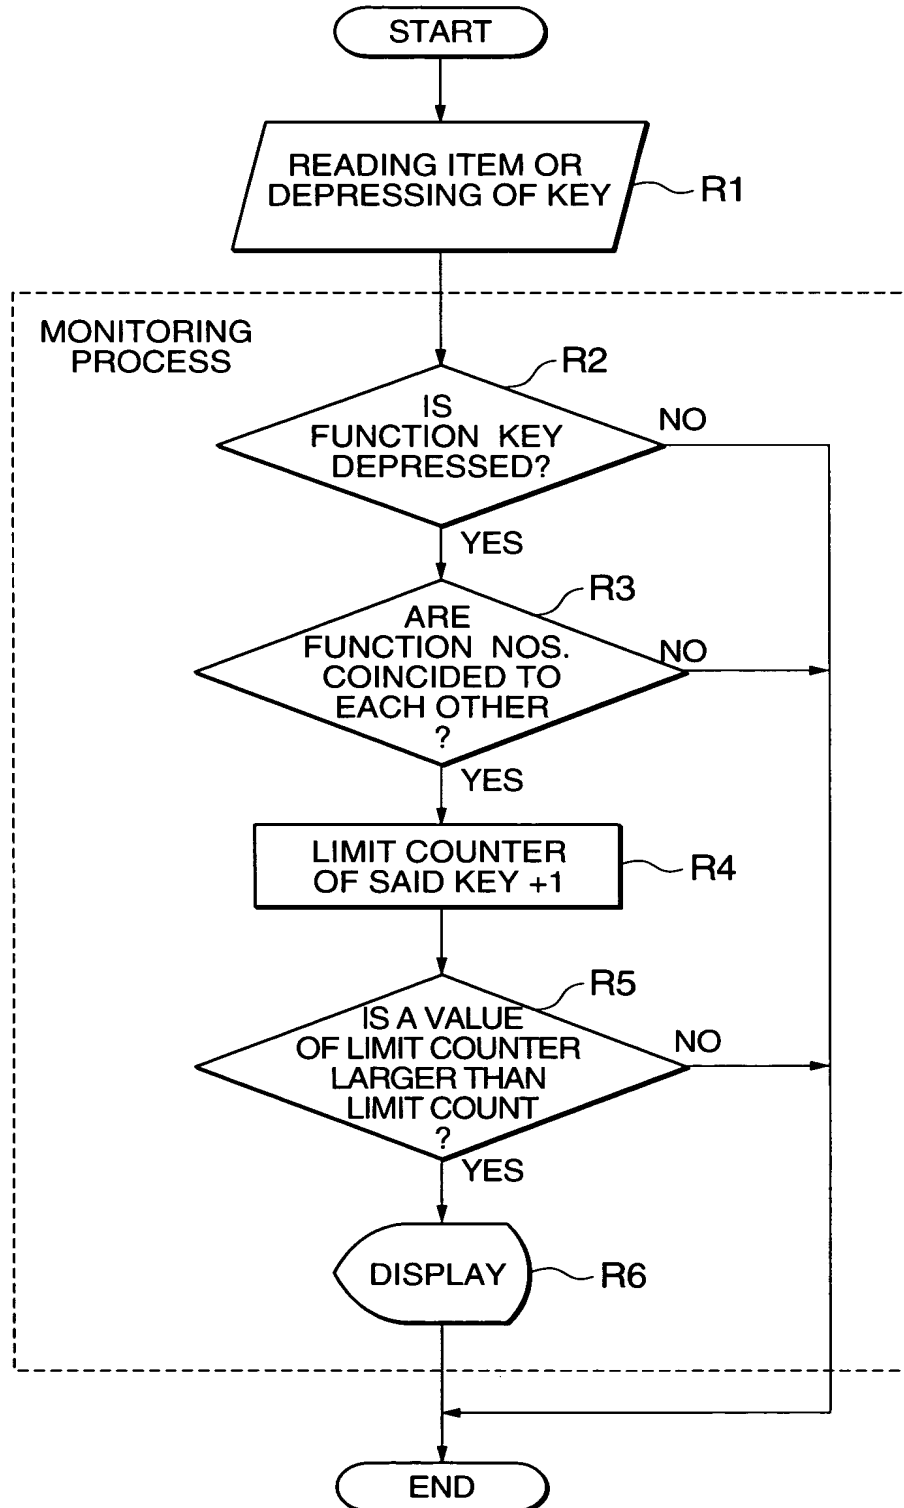 START
READING ITEM OR
DEPRESSING OF KEY
R1
MONITORING
PROCESS
R2
IS
FUNCTION KEY
DEPRESSED?
NO
YES
R3
ARE
FUNCTION NOS.
COINCIDED TO
EACH OTHER
?
NO
YES
LIMIT COUNTER
OF SAID KEY +1
R4
R5
IS A VALUE
OF LIMIT COUNTER
LARGER THAN
LIMIT COUNT
?
NO
YES
DISPLAY
R6
END